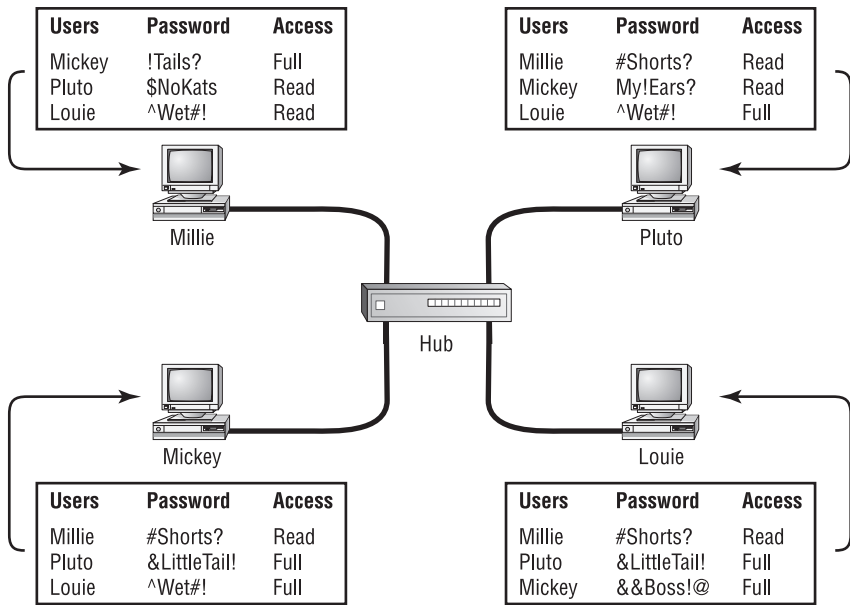 Users Password Access
Mickey !Tails? Full
Pluto $NoKats Read
Louie ^Wet#! Read
Users Password Access
Millie #Shorts? Read
Mickey My!Ears? Read
Louie ^Wet#! Full
Millie
Pluto
Hub
Mickey
Louie
Users Password Access
Millie #Shorts? Read
Pluto &LittleTail! Full
Louie ^Wet#! Full
Users Password Access
Millie #Shorts? Read
Pluto &LittleTail! Full
Mickey &&Boss!@ Full